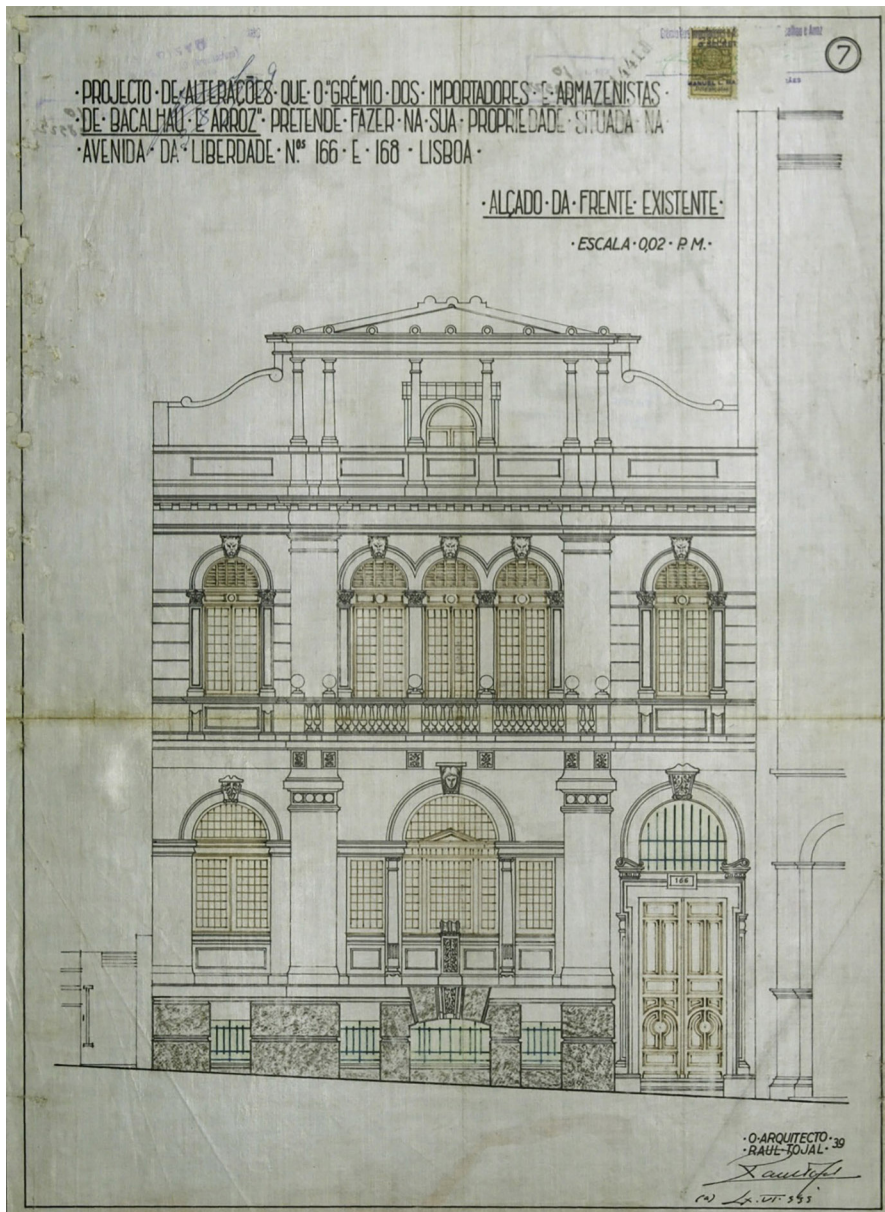 7
·PROJECTO·DE·ALTERAÇÕES·QUE·O·"GRÉMIO·DOS·IMPORTADORES·E·ARMAZENISTAS·
·DE·BACALHAU·E·ARROZ"·PRETENDE·FAZER·NA·SUA·PROPRIEDADE·SITUADA·NA·
·AVENIDA·DA·LIBERDADE·N.ºs 166·E·168·LISBOA·
·ALÇADO·DA·FRENTE·EXISTENTE·
·ESCALA·0,02·P.M.·
166
·O·ARQUITECTO·39
·RAUL·TOJAL·